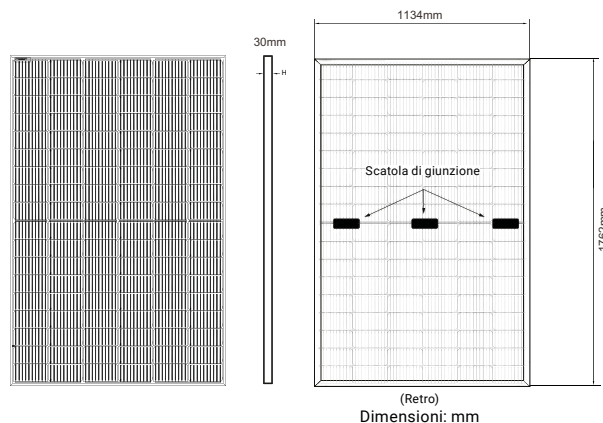 1134mm
30mm
H
Scatola di giunzione
1762mm
(Retro)
Dimensioni: mm